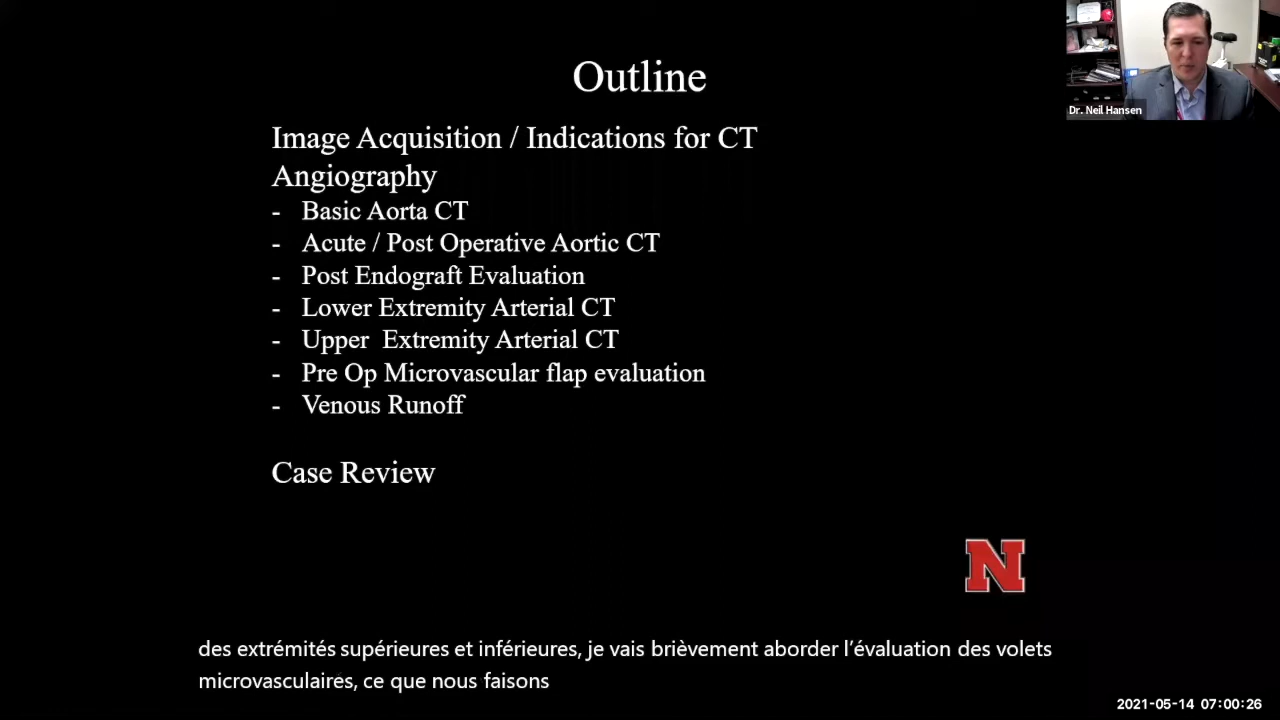 Outline
Dr. Neil Hansen
Image Acquisition / Indications for CT
Angiography
- Basic Aorta CT
- Acute / Post Operative Aortic CT
- Post Endograft Evaluation
- Lower Extremity Arterial CT
- Upper  Extremity Arterial CT
- Pre Op Microvascular flap evaluation
- Venous Runoff
Case Review
N
des extrémités supérieures et inférieures, je vais brièvement aborder l’évaluation des volets
microvasculaires, ce que nous faisons
2021-05-14 07:00:26